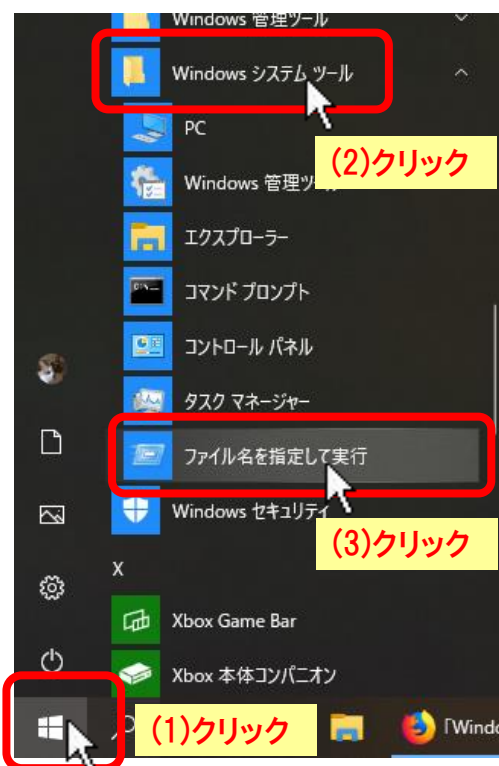 Windows 管理ツール
Windows システム ツール
PC
(2)クリック
Windows 管理ツ
エクスプローラー
コマンド プロンプト
コントロール パネル
タスク マネージャー
ファイル名を指定して実行
Windows セキュリティ
(3)クリック
X
Xbox Game Bar
Xbox 本体コンパニオン
(1)クリック
「Windo